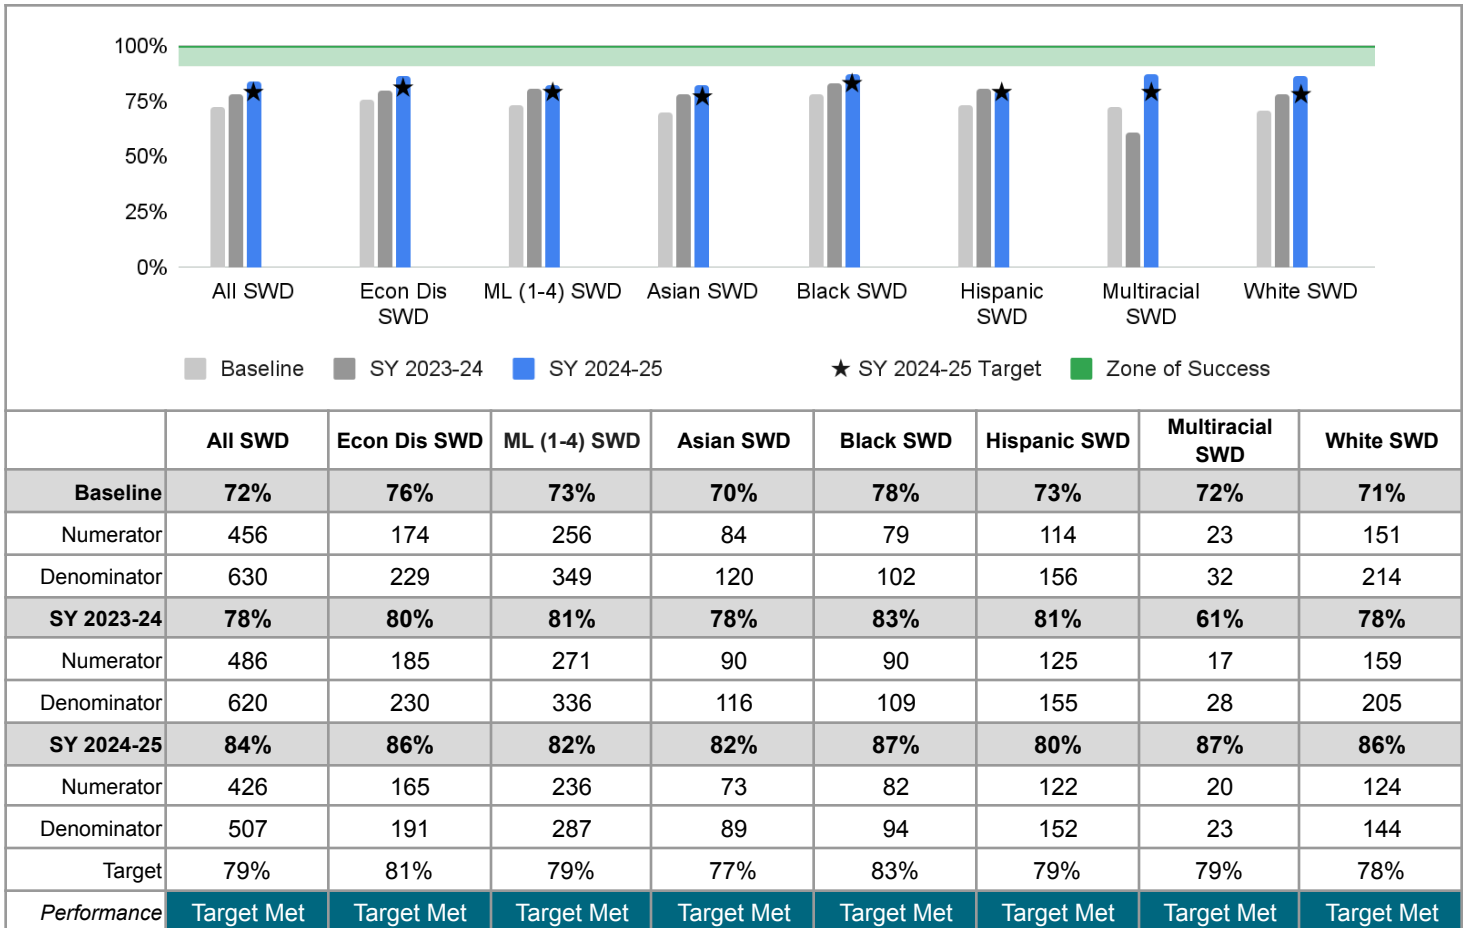 100%
75%
50%
25%
0%
All SWD Econ Dis SWD ML (1-4) SWD Asian SWD Black SWD Hispanic SWD Multiracial SWD White SWD
Baseline SY 2023-24 SY 2024-25 ★ SY 2024-25 Target Zone of Success
All SWD Econ Dis SWD ML (1-4) SWD Asian SWD Black SWD Hispanic SWD Multiracial SWD White SWD
Baseline 72% 76% 73% 70% 78% 73% 72% 71%
Numerator 456 174 256 84 79 114 23 151
Denominator 630 229 349 120 102 156 32 214
SY 2023-24 78% 80% 81% 78% 83% 81% 61% 78%
Numerator 486 185 271 90 90 125 17 159
Denominator 620 230 336 116 109 155 28 205
SY 2024-25 84% 86% 82% 82% 87% 80% 87% 86%
Numerator 426 165 236 73 82 122 20 124
Denominator 507 191 287 89 94 152 23 144
Target 79% 81% 79% 77% 83% 79% 79% 78%
Performance Target Met Target Met Target Met Target Met Target Met Target Met Target Met Target Met